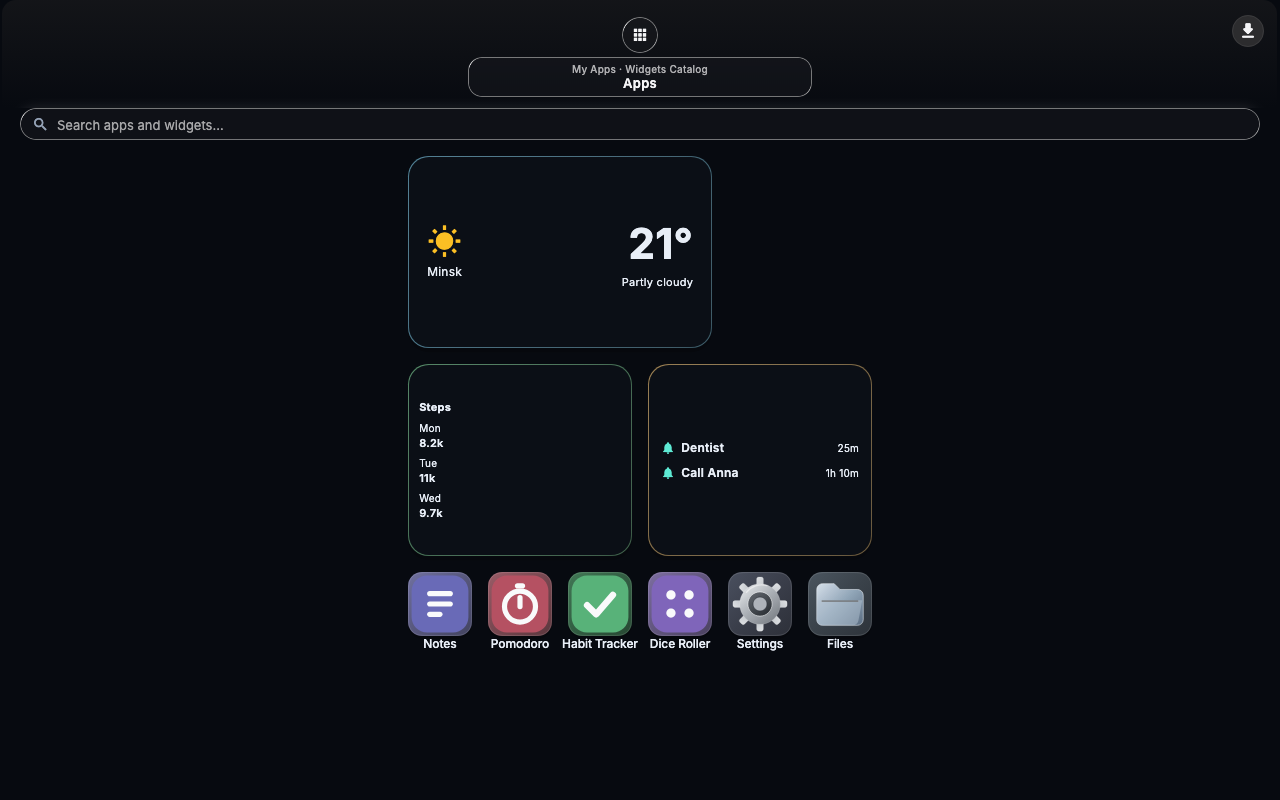 My Apps · Widgets Catalog
Apps
Search apps and widgets...
Minsk
21°
Partly cloudy
Steps
Mon
8.2k
Tue
11k
Wed
9.7k
Dentist 25m
Call Anna 1h 10m
Notes Pomodoro Habit Tracker Dice Roller Settings Files